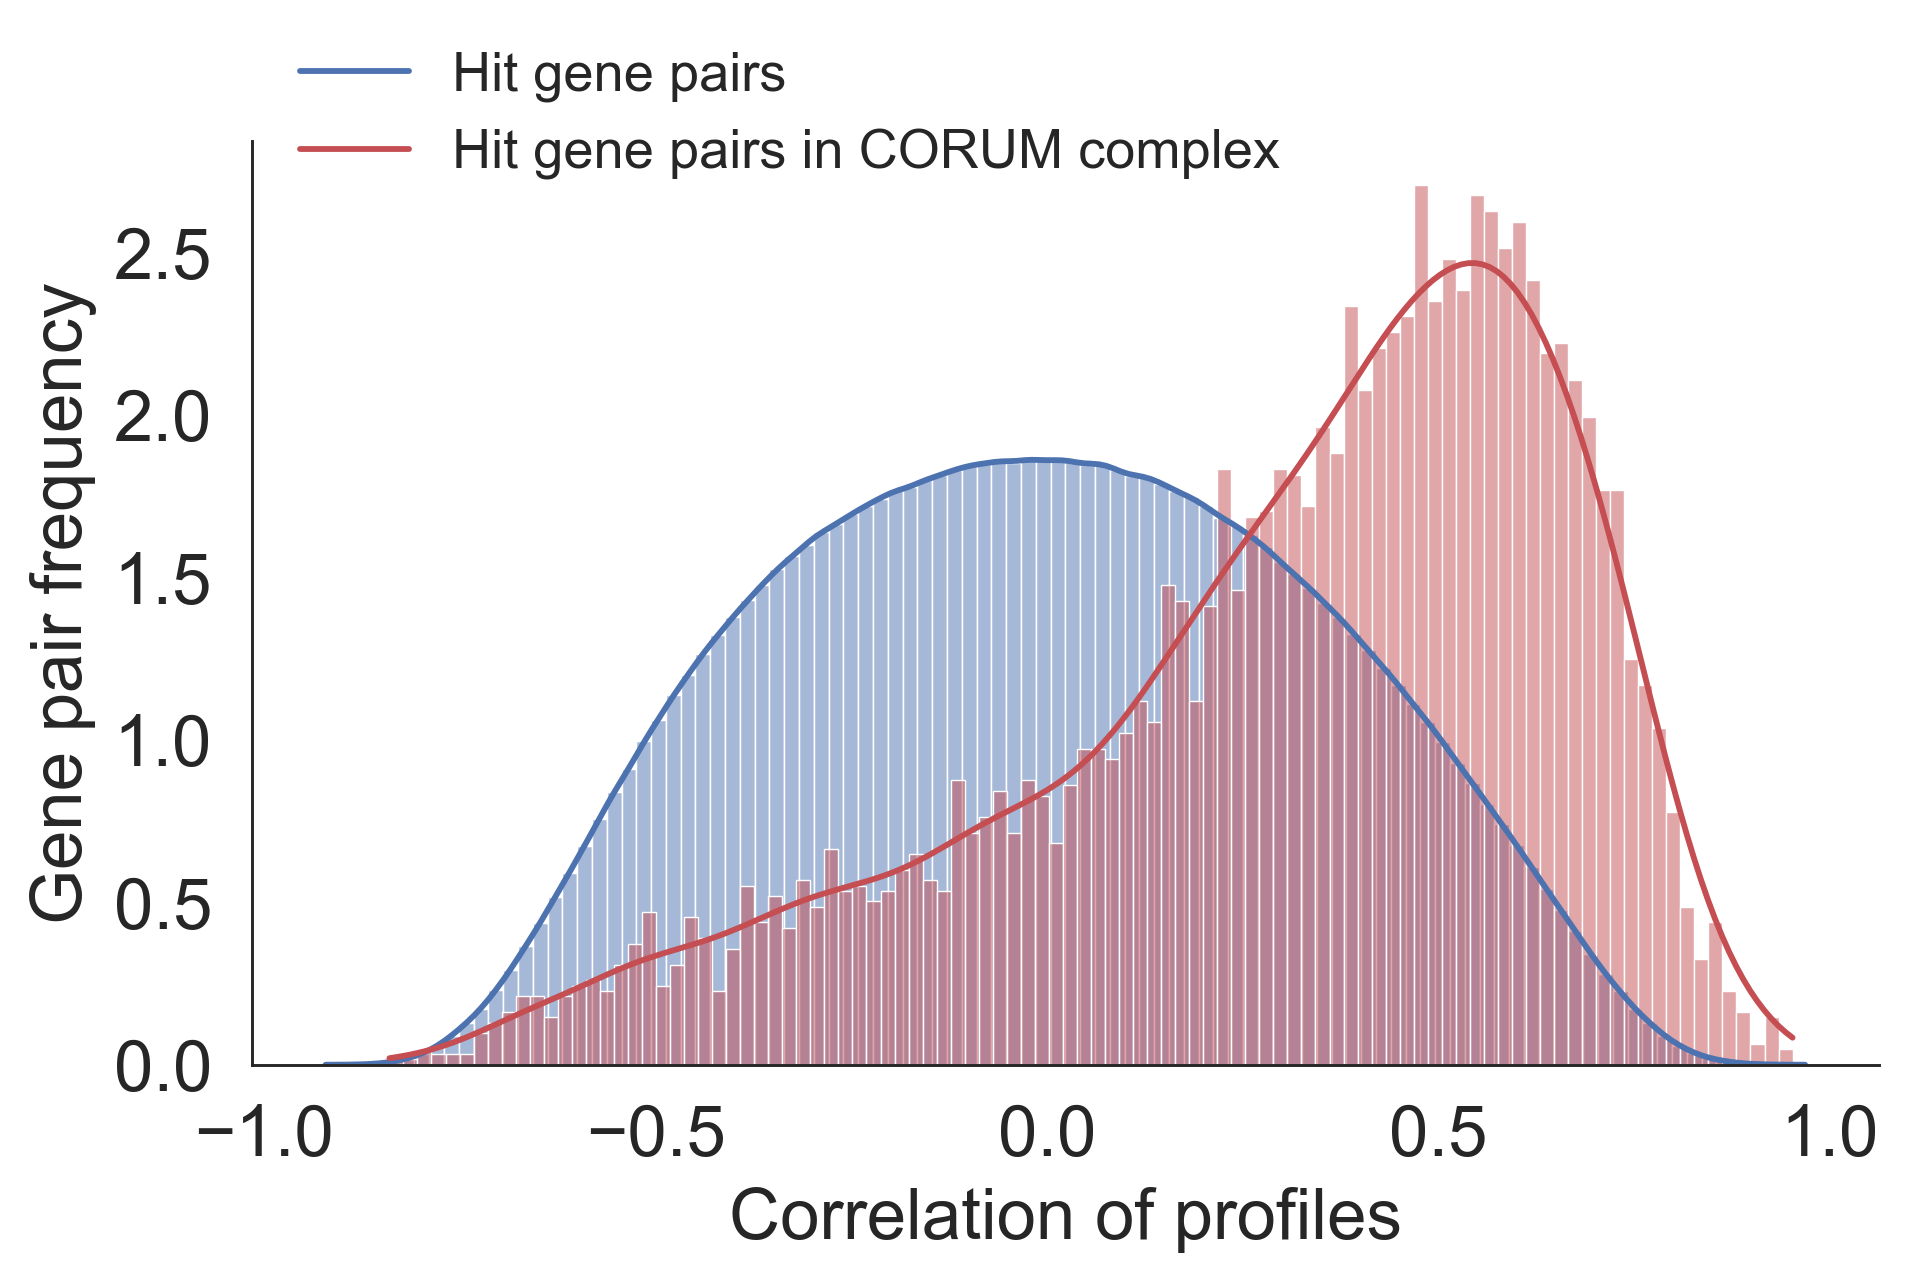 Hit gene pairs
Hit gene pairs in CORUM complex
Gene pair frequency
2.5
2.0
1.5
1.0
0.5
0.0
−1.0 −0.5 0.0 0.5 1.0
Correlation of profiles